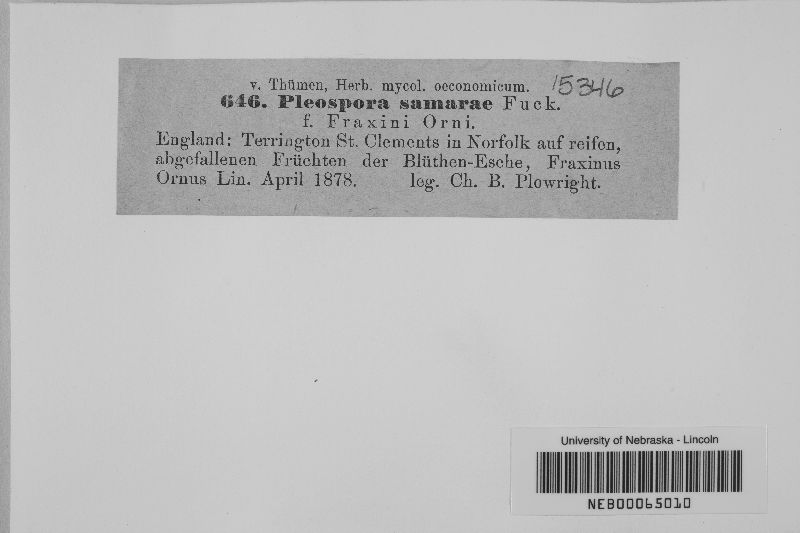 v. Thümen, Herb. mycol. oeconomicum. 15346
646. Pleospora samarae Fuck.
f. Fraxini Orni.
England: Terrington St. Clements in Norfolk auf reifen,
abgefallenen Früchten der Blüthen-Esche, Fraxinus
Ornus Lin. April 1878. leg. Ch. B. Plowright.
University of Nebraska - Lincoln
NEB00065010